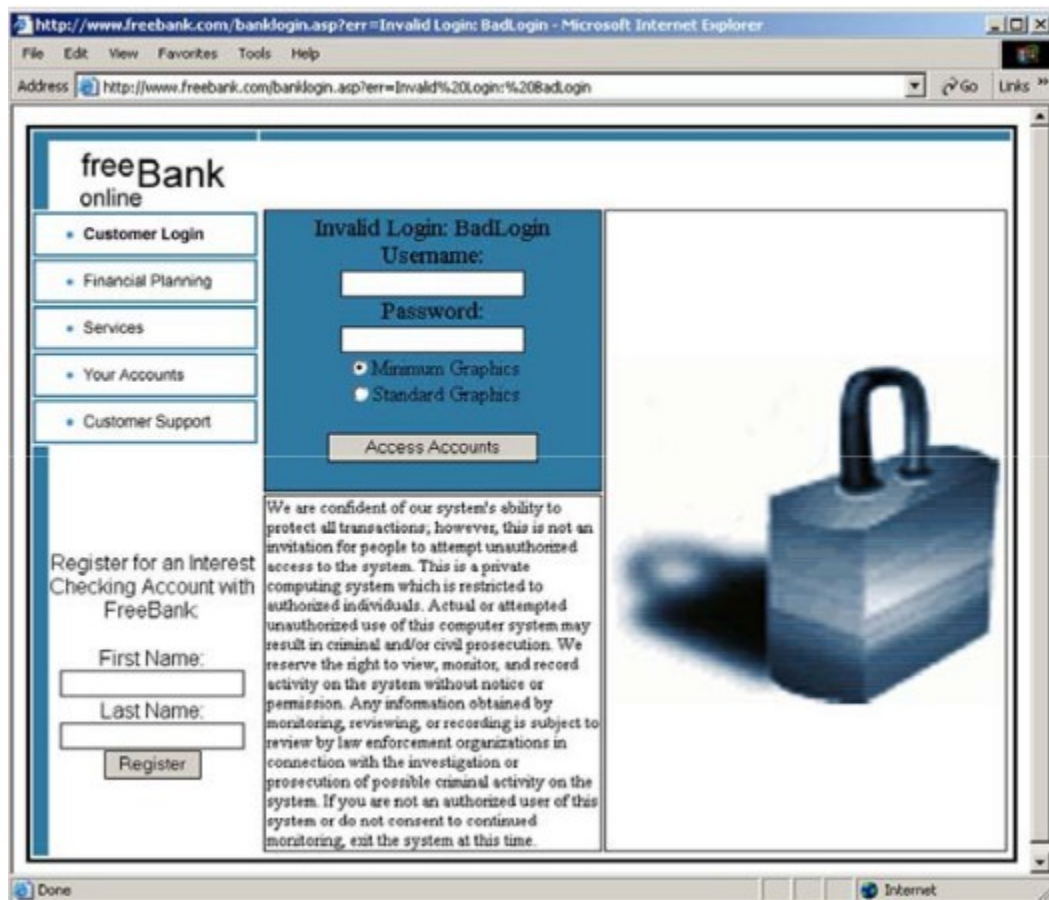 http://www.freebank.com/banklogin.asp?err=Invalid Login: BadLogin - Microsoft Internet Explorer
File Edit View Favorites Tools Help
Address http://www.freebank.com/banklogin.asp?err=Invalid%20Login:%20BadLogin Go Links »
free Bank
online
Customer Login
Financial Planning
Services
Your Accounts
Customer Support
Register for an Interest
Checking Account with
FreeBank:
First Name:
Last Name:
Register
Invalid Login: BadLogin
Username:
Password:
Minimum Graphics
Standard Graphics
Access Accounts
We are confident of our system's ability to
protect all transactions; however, this is not an
invitation for people to attempt unauthorized
access to the system. This is a private
computing system which is restricted to
authorized individuals. Actual or attempted
unauthorized use of this computer system may
result in criminal and/or civil prosecution. We
reserve the right to view, monitor, and record
activity on the system without notice or
permission. Any information obtained by
monitoring, reviewing, or recording is subject to
review by law enforcement organizations in
connection with the investigation or
prosecution of possible criminal activity on the
system. If you are not an authorized user of this
system or do not consent to continued
monitoring, exit the system at this time.
Done Internet